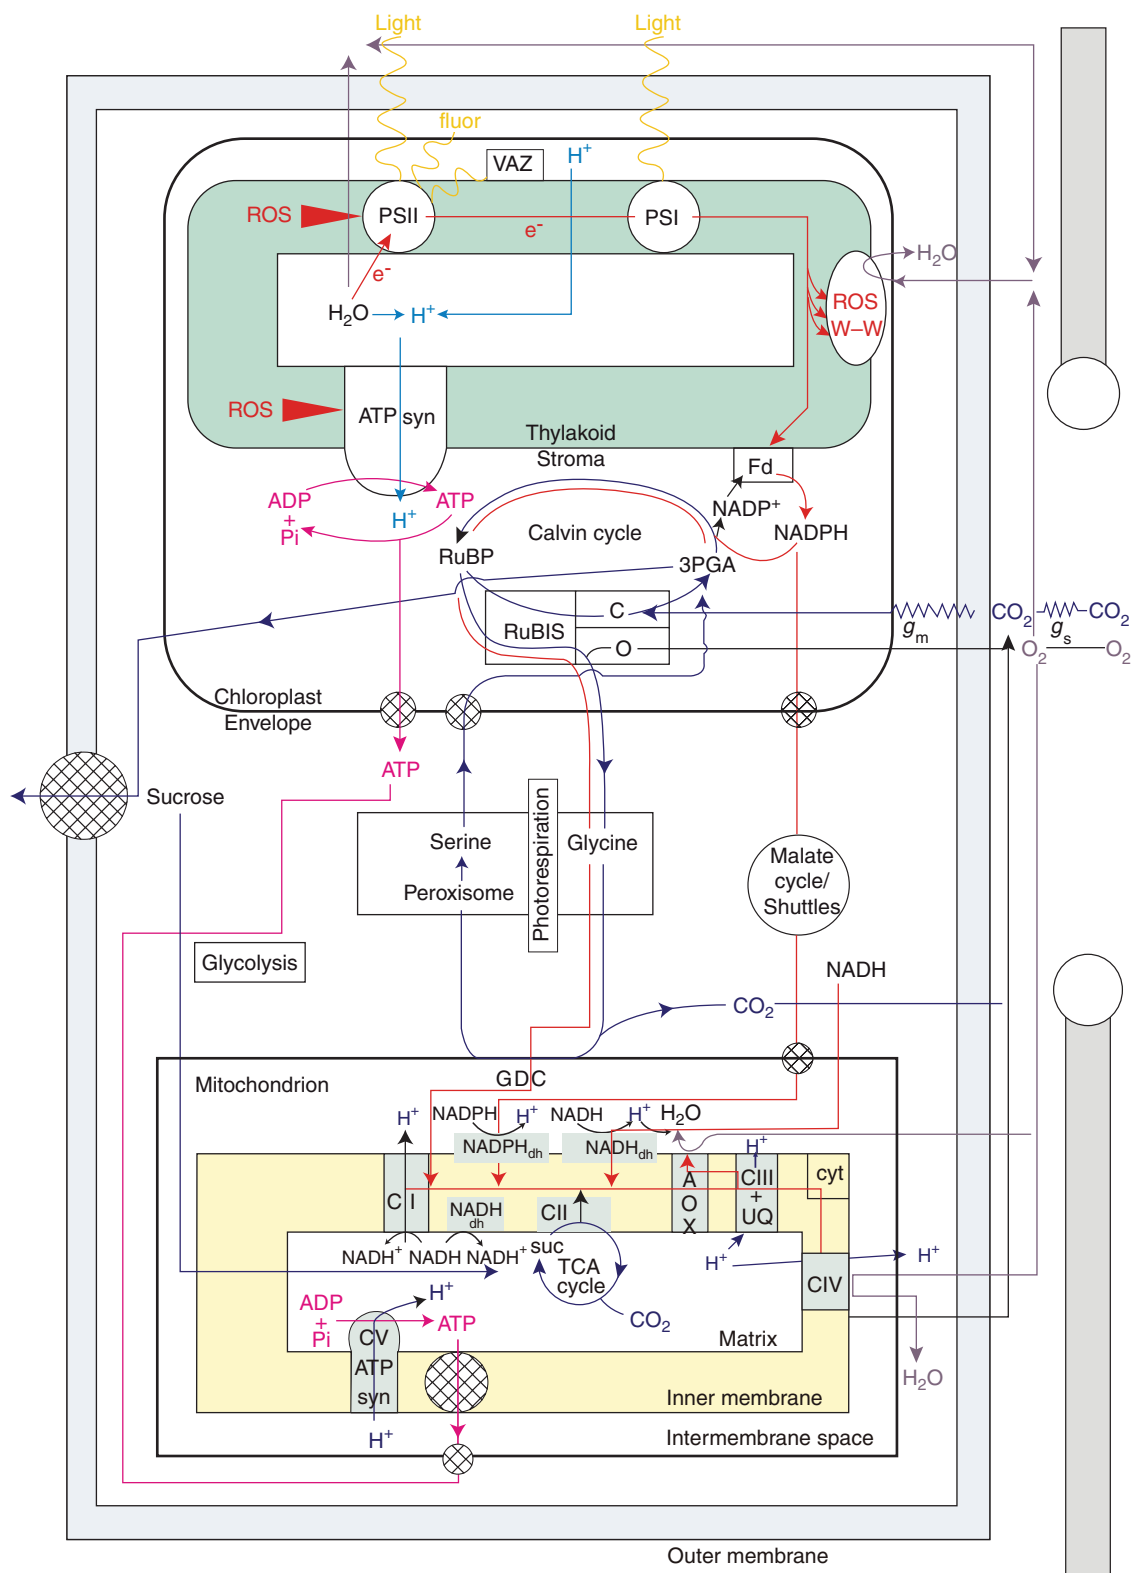 Light
Light
fluor
VAZ
H+
ROS
PSII
PSI
e-
e-
H2O
ROS
W–W
H2O
H+
ROS
ATP syn
Thylakoid
Stroma
Fd
ADP
+
Pi
ATP
H+
NADP+
NADPH
Calvin cycle
RuBP
3PGA
RuBIS
C
O
gm
CO2
gs
CO2
O2
O2
Chloroplast
Envelope
ATP
Sucrose
Serine
Peroxisome
Photorespiration
Glycine
Malate
cycle/
Shuttles
Glycolysis
NADH
CO2
Mitochondrion
GDC
H+
NADPH
H+
NADH
H+
H2O
NADPHdh
NADHdh
H+
C I
NADH
dh
CII
A
O
X
CIII
+
UQ
cyt
NADH+
NADH
NADH+
suc
TCA
cycle
H+
H+
CIV
ADP
+
Pi
H+
ATP
CO2
CV
ATP
syn
Matrix
H2O
Inner membrane
H+
Intermembrane space
Outer membrane